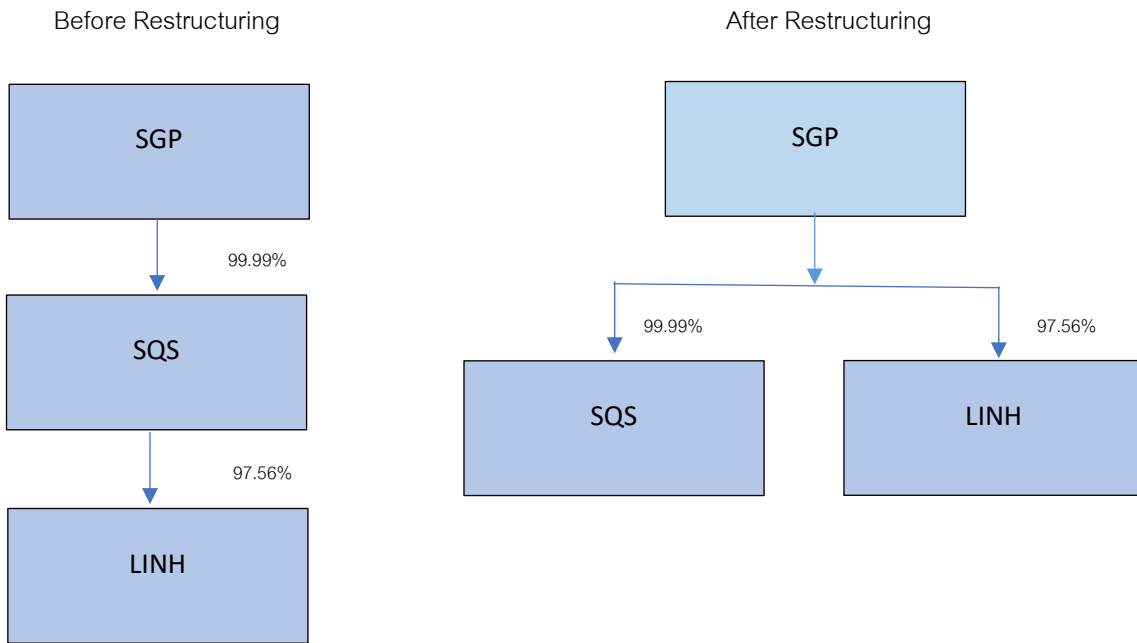 Before Restructuring
SGP
99.99%
SQS
97.56%
LINH
After Restructuring
SGP
99.99%
97.56%
SQS
LINH